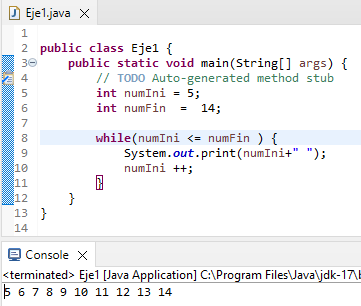 Eje1.java
1
2 public class Eje1 {
3 public static void main(String[] args) {
4 // TODO Auto-generated method stub
5 int numIni = 5;
6 int numFin  =  14;
7
8 while(numIni <= numFin ) {
9 System.out.print(numIni+" ");
10 numIni ++;
11 }
12 }
13 }
14
Console
<terminated> Eje1 [Java Application] C:\Program Files\Java\jdk-17\b
5 6 7 8 9 10 11 12 13 14